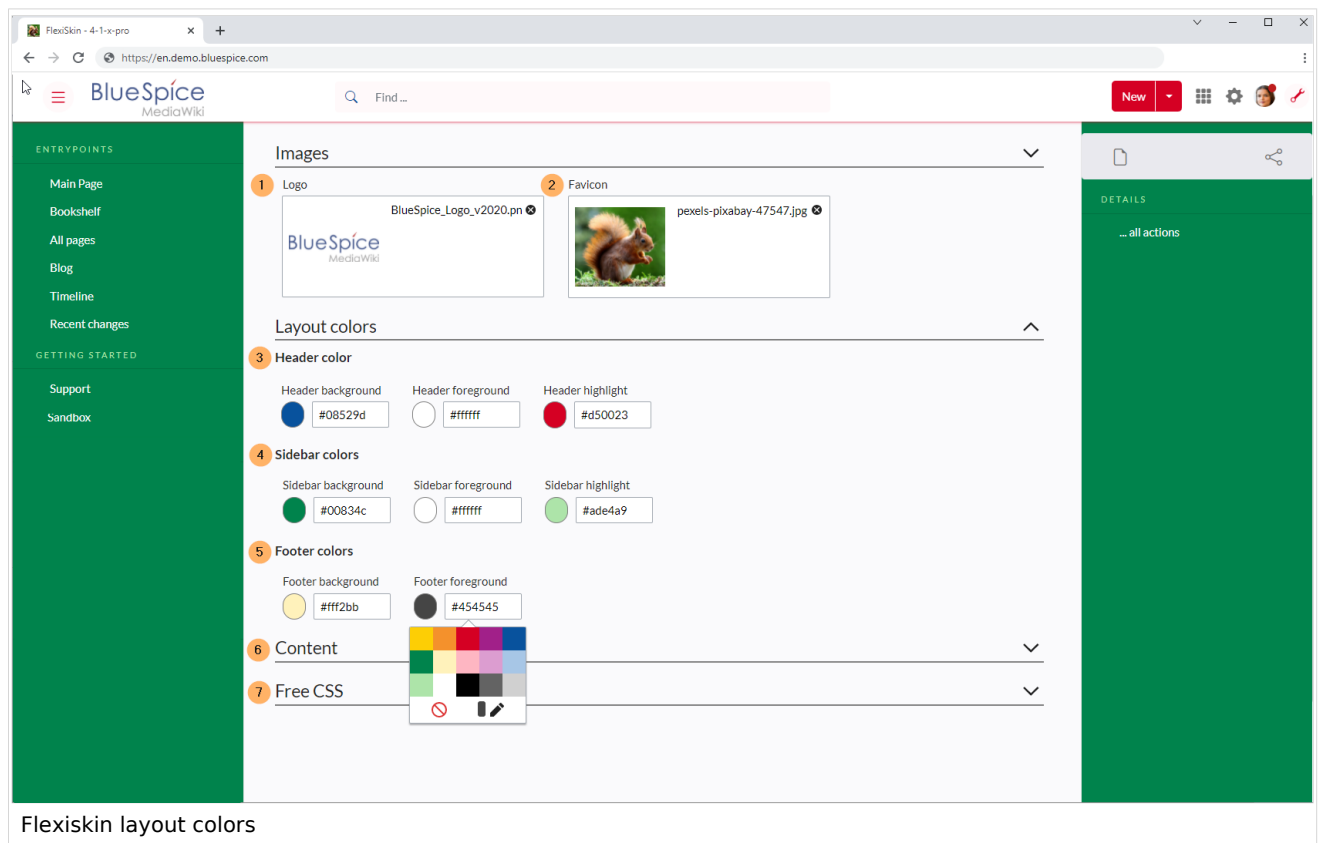 FlexiSkin - 4-1-x-pro
https://en.demo.bluespice.com
BlueSpice
MediaWiki
Find ...
New
ENTRYPOINTS
Main Page
Bookshelf
All pages
Blog
Timeline
Recent changes
GETTING STARTED
Support
Sandbox
Images
1 Logo
2 Favicon
BlueSpice_Logo_v2020.pn
BlueSpice
MediaWiki
pexels-pixabay-47547.jpg
Layout colors
3 Header color
Header background Header foreground Header highlight
#08529d #ffffff #d50023
4 Sidebar colors
Sidebar background Sidebar foreground Sidebar highlight
#00834c #ffffff #ade4a9
5 Footer colors
Footer background Footer foreground
#fff2bb #454545
6 Content
7 Free CSS
DETAILS
... all actions
Flexiskin layout colors